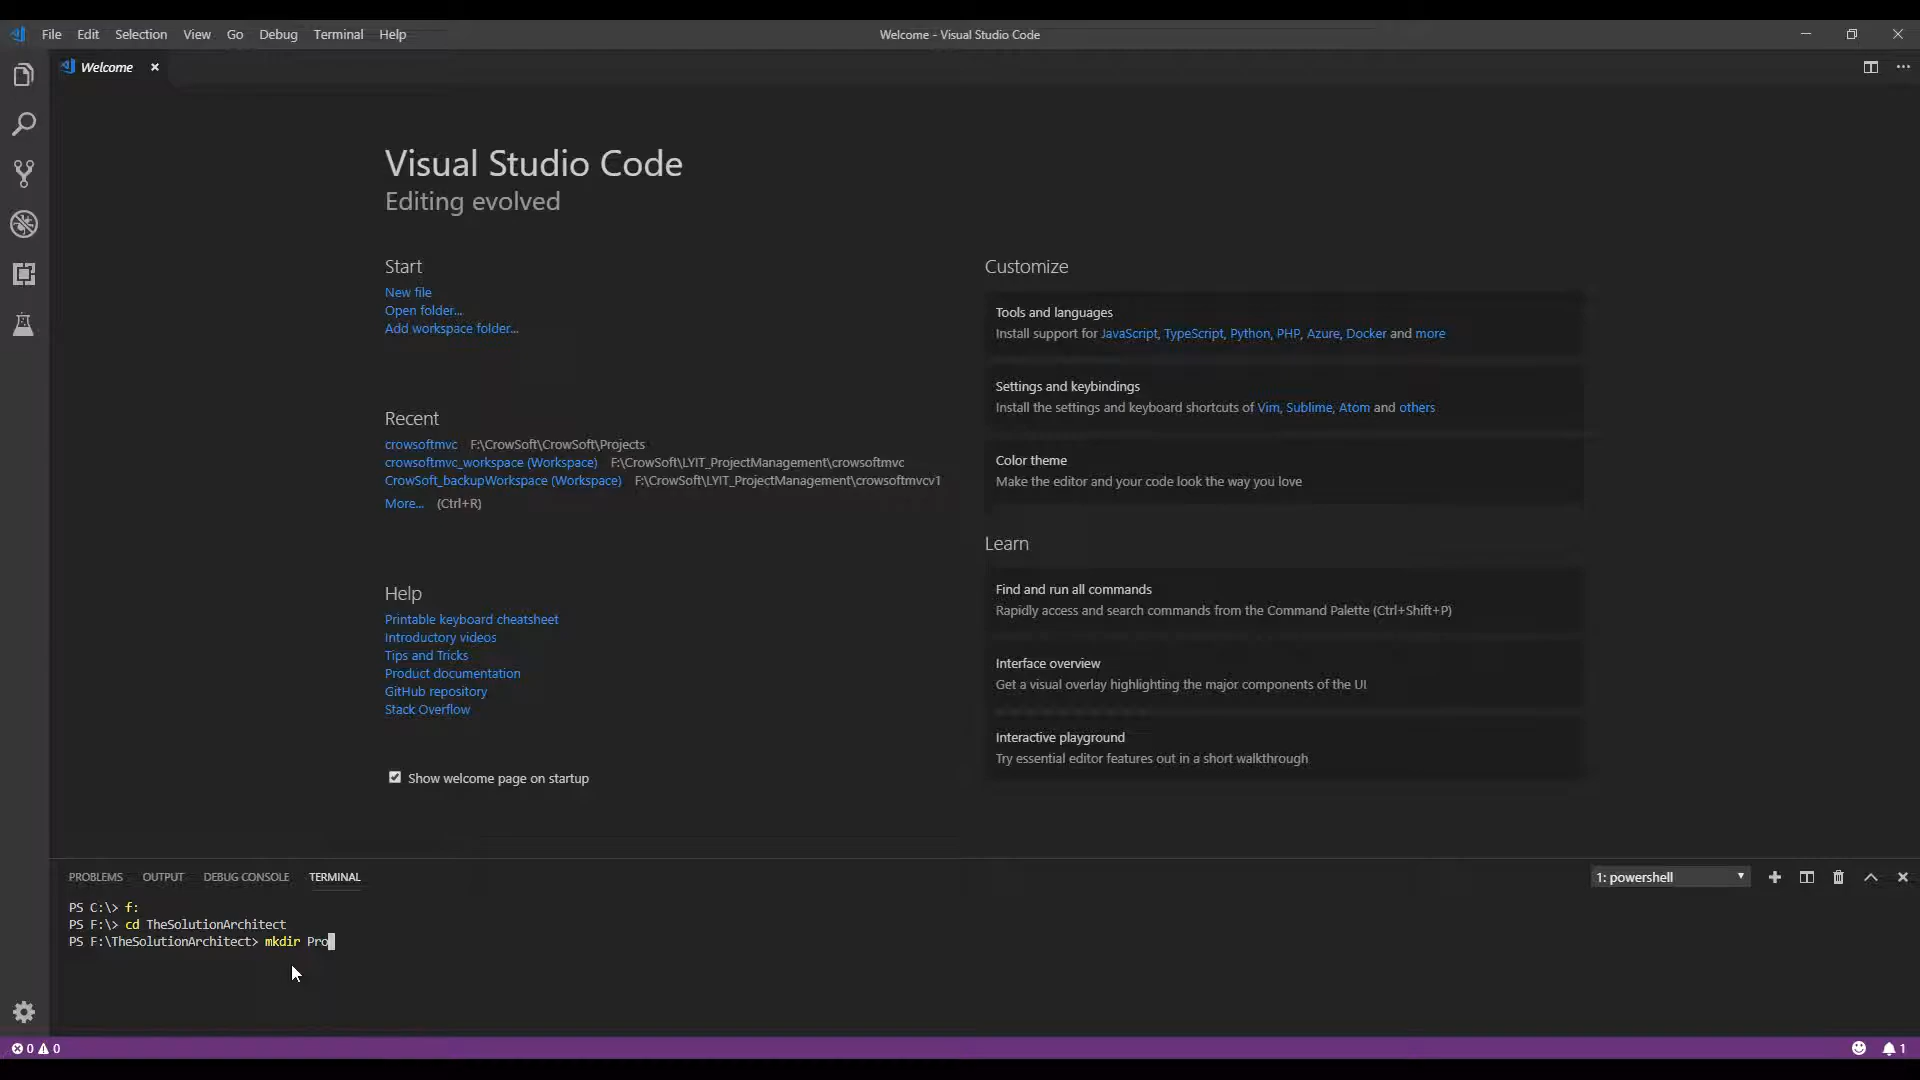 File Edit Selection View Go Debug Terminal Help
Welcome - Visual Studio Code
Welcome
Visual Studio Code
Editing evolved
Start
New file
Open folder...
Add workspace folder...
Recent
crowsoftmvc F:\CrowSoft\CrowSoft\Projects
crowsoftmvc_workspace (Workspace) F:\CrowSoft\LYIT_ProjectManagement\crowsoftmvc
CrowSoft_backupWorkspace (Workspace) F:\CrowSoft\LYIT_ProjectManagement\crowsoftmvcv1
More... (Ctrl+R)
Help
Printable keyboard cheatsheet
Introductory videos
Tips and Tricks
Product documentation
GitHub repository
Stack Overflow
Show welcome page on startup
Customize
Tools and languages
Install support for JavaScript, TypeScript, Python, PHP, Azure, Docker and more
Settings and keybindings
Install the settings and keyboard shortcuts of Vim, Sublime, Atom and others
Color theme
Make the editor and your code look the way you love
Learn
Find and run all commands
Rapidly access and search commands from the Command Palette (Ctrl+Shift+P)
Interface overview
Get a visual overlay highlighting the major components of the UI
Interactive playground
Try essential editor features out in a short walkthrough
PROBLEMS OUTPUT DEBUG CONSOLE TERMINAL
1: powershell
PS C:\> f:
PS F:\> cd TheSolutionArchitect
PS F:\TheSolutionArchitect> mkdir Pro
0 0
1